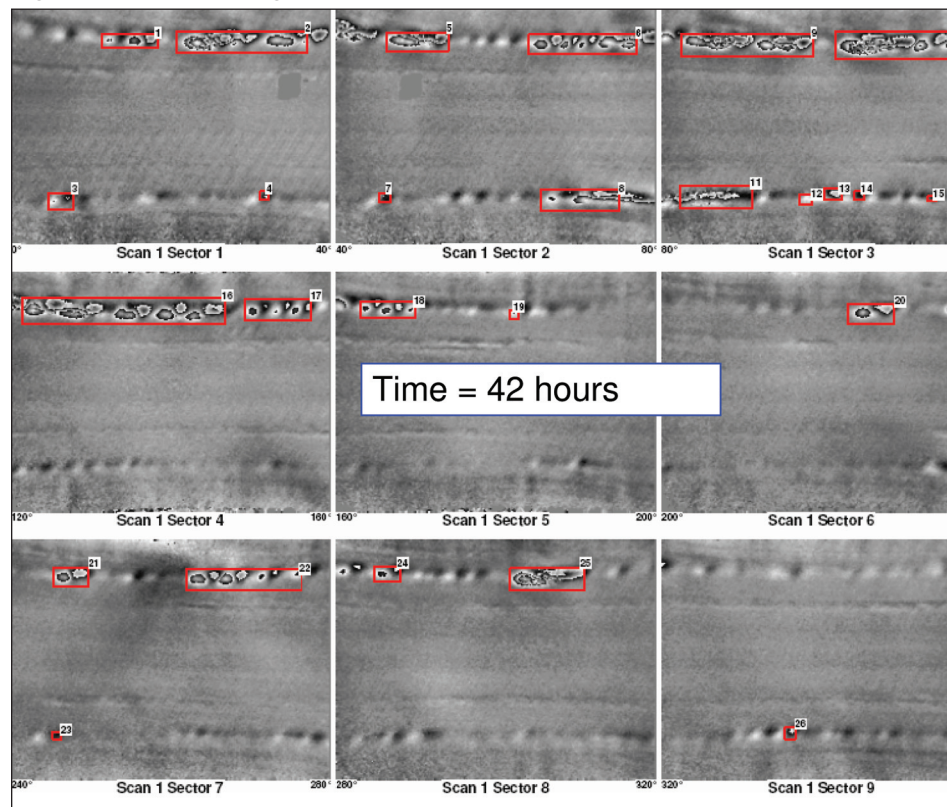 1 2 5 6 9
3 4 7 8 11 12 13 14 15
0° 40° 40° 80° 80°
Scan 1 Sector 1 Scan 1 Sector 2 Scan 1 Sector 3
16 17 18 19 20
Time = 42 hours
120° 160° 160° 200° 200°
Scan 1 Sector 4 Scan 1 Sector 5 Scan 1 Sector 6
21 22 24 25
23 26
240° 280° 280° 320° 320°
Scan 1 Sector 7 Scan 1 Sector 8 Scan 1 Sector 9